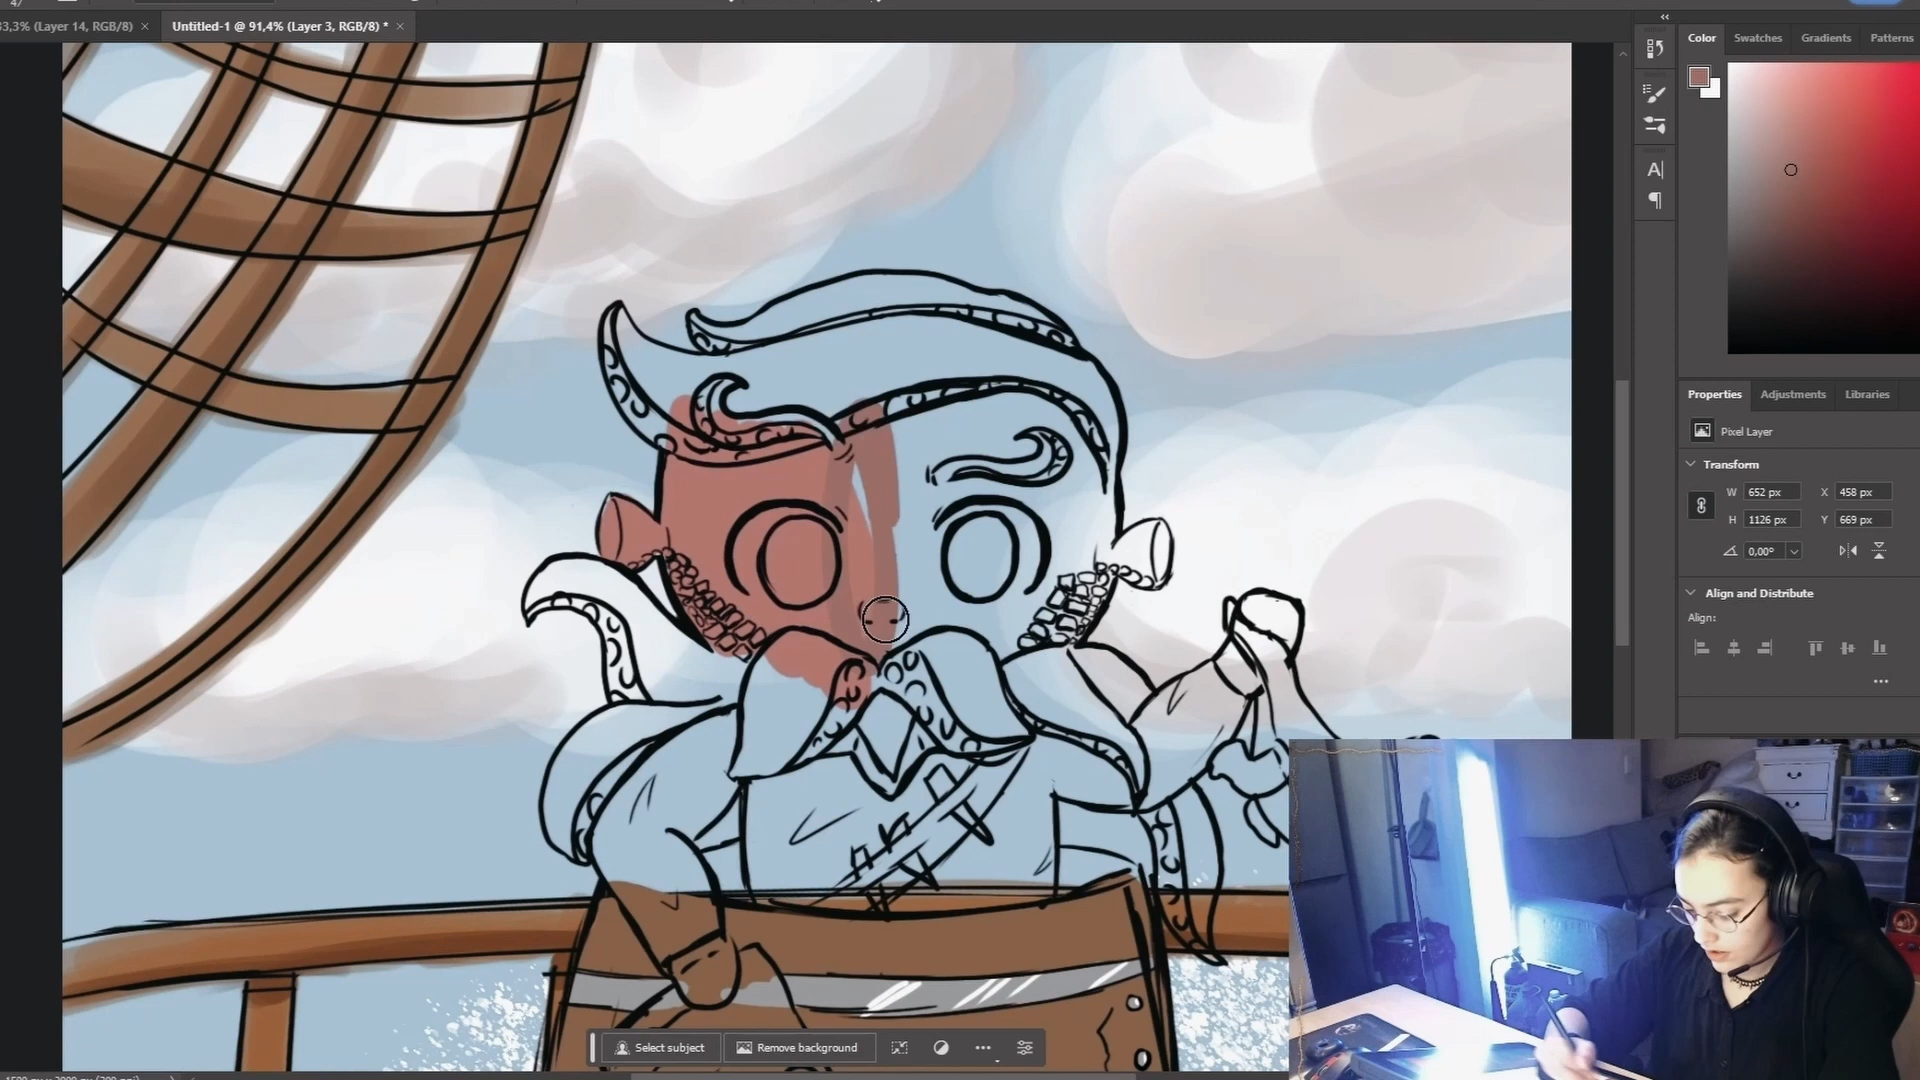 47
33,3% (Layer 14, RGB/8) ×
Untitled-1 @ 91,4% (Layer 3, RGB/8) * ×
Color Swatches Gradients Patterns
Properties Adjustments Libraries
Pixel Layer
Transform
W 652 px X 458 px
H 1126 px Y 669 px
0,00°
Align and Distribute
Align:
Select subject Remove background